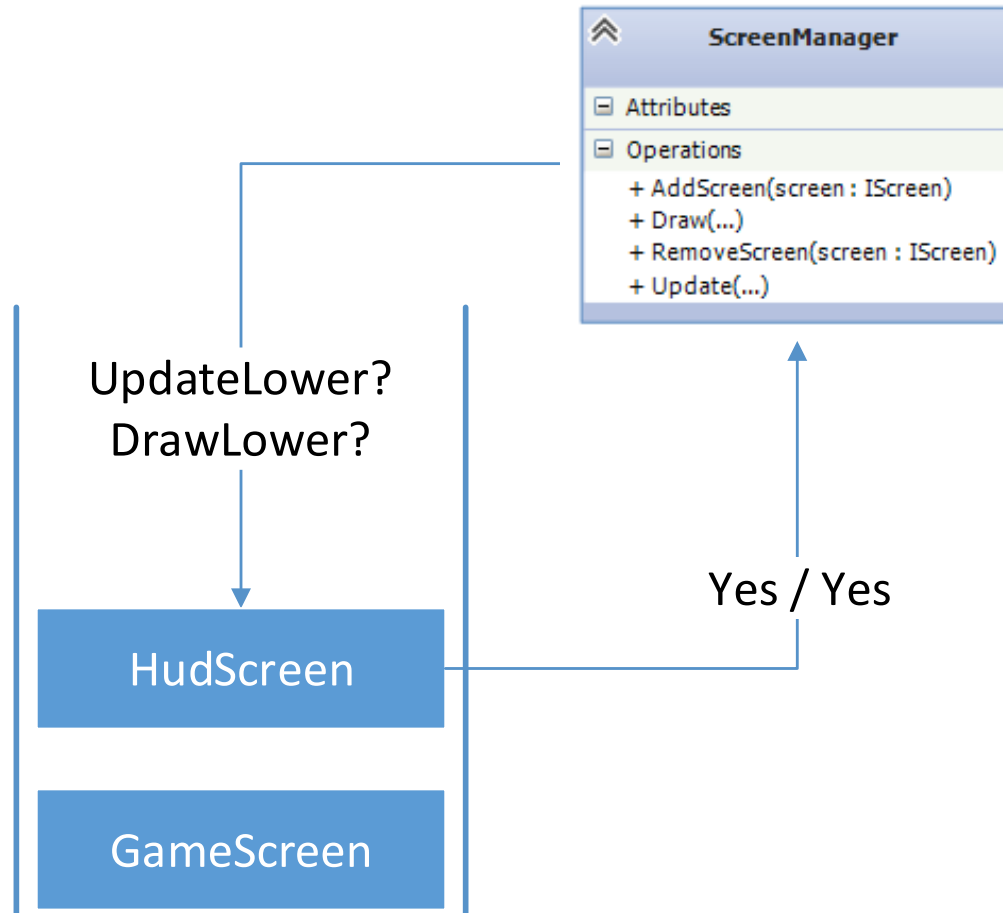 ScreenManager
Attributes
Operations
+ AddScreen(screen : IScreen)
+ Draw(...)
+ RemoveScreen(screen : IScreen)
+ Update(...)
UpdateLower?
DrawLower?
Yes / Yes
HudScreen
GameScreen